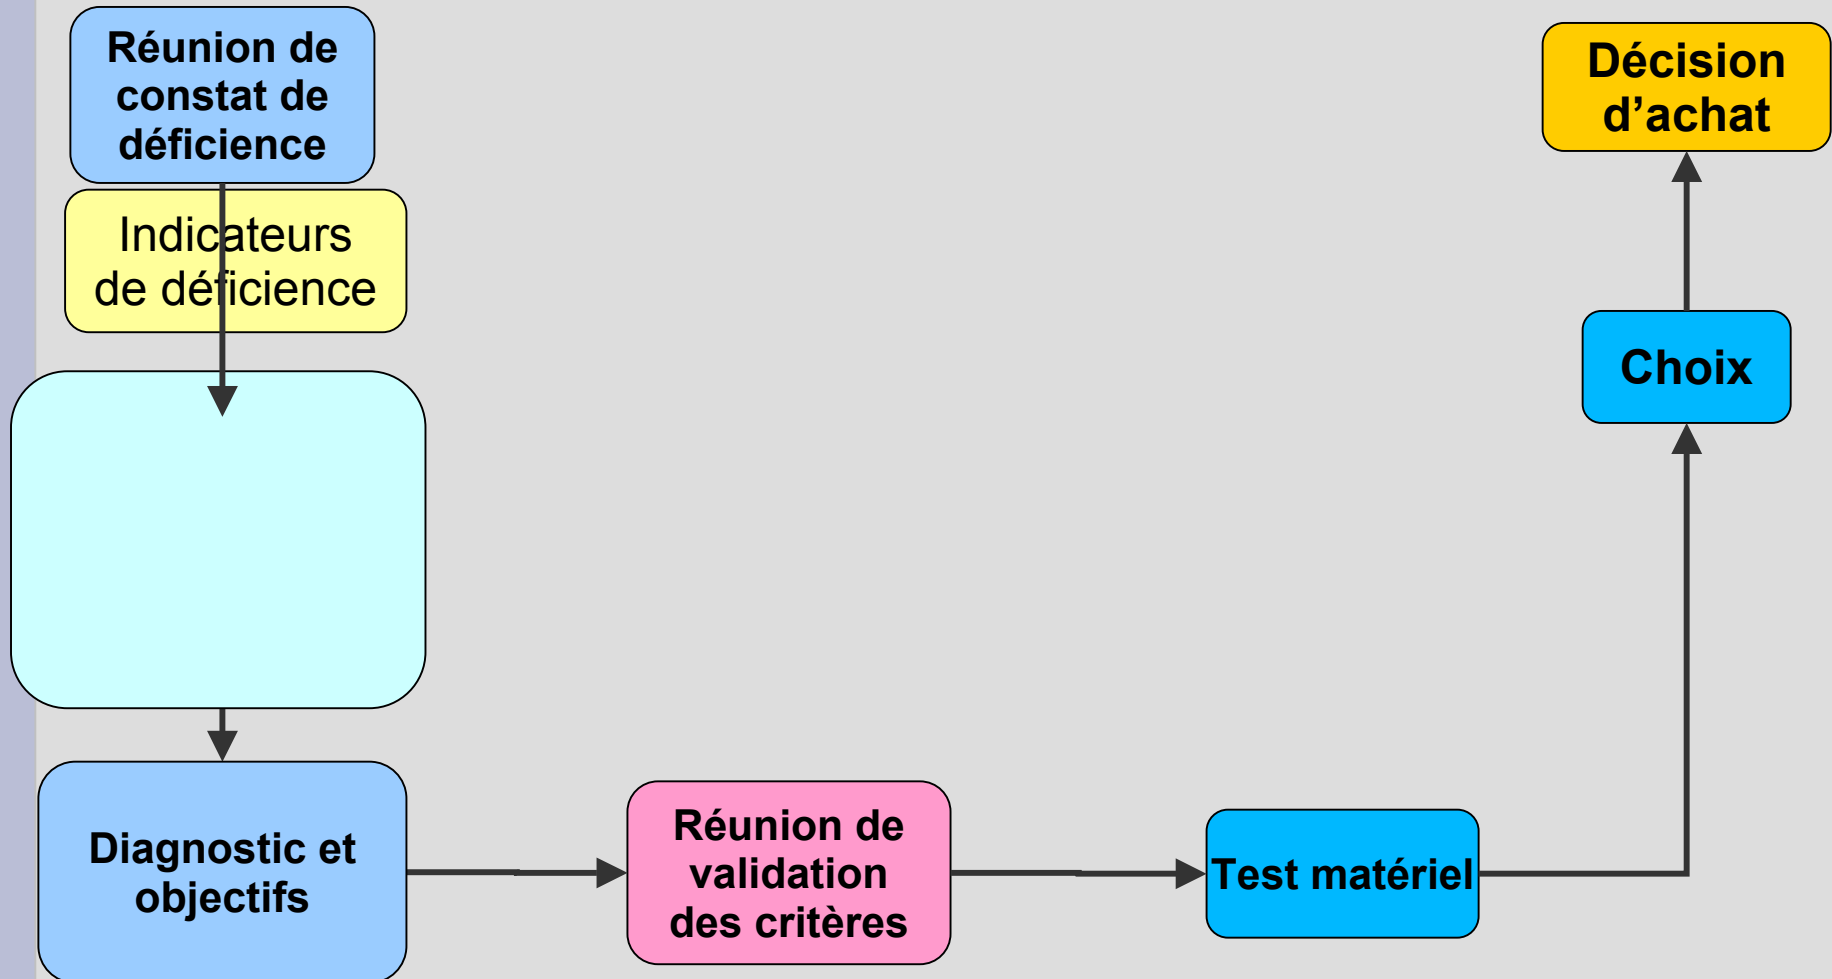 Réunion de
constat de
déficience
Indicateurs
de déficience
Diagnostic et
objectifs
Réunion de
validation
des critères
Test matériel
Choix
Décision
d’achat